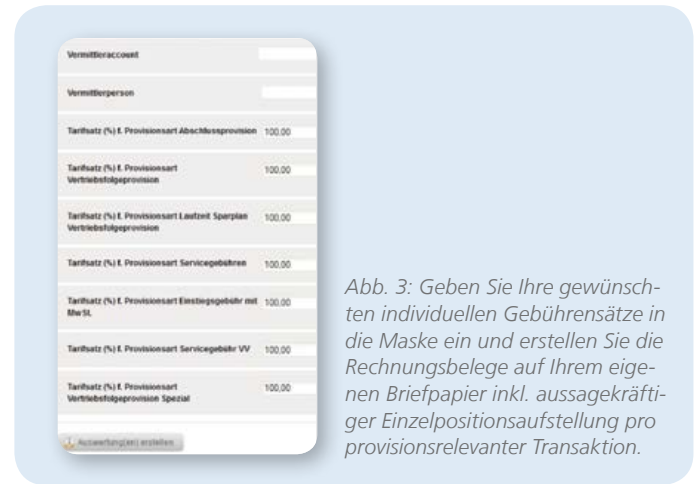 Vermittleraccount
Vermittlerperson
Tarifsatz (%) f. Provisionsart Abschlussprovision 100,00
Tarifsatz (%) f. Provisionsart 100,00
Vertriebsfolgeprovision
Tarifsatz (%) f. Provisionsart Laufzeit Sparplan 100,00
Vertriebsfolgeprovision
Tarifsatz (%) f. Provisionsart Servicegebühren 100,00
Tarifsatz (%) f. Provisionsart Einstiegsgebühr mit 100,00
MwSt.
Tarifsatz (%) f. Provisionsart Servicegebühr VV 100,00
Tarifsatz (%) f. Provisionsart 100,00
Vertriebsfolgeprovision Spezial
Auswertung(en) erstellen
Abb. 3: Geben Sie Ihre gewünsch-
ten individuellen Gebührensätze in
die Maske ein und erstellen Sie die
Rechnungsbelege auf Ihrem eige-
nen Briefpapier inkl. aussagekräfti-
ger Einzelpositionsaufstellung pro
provisionsrelevanter Transaktion.